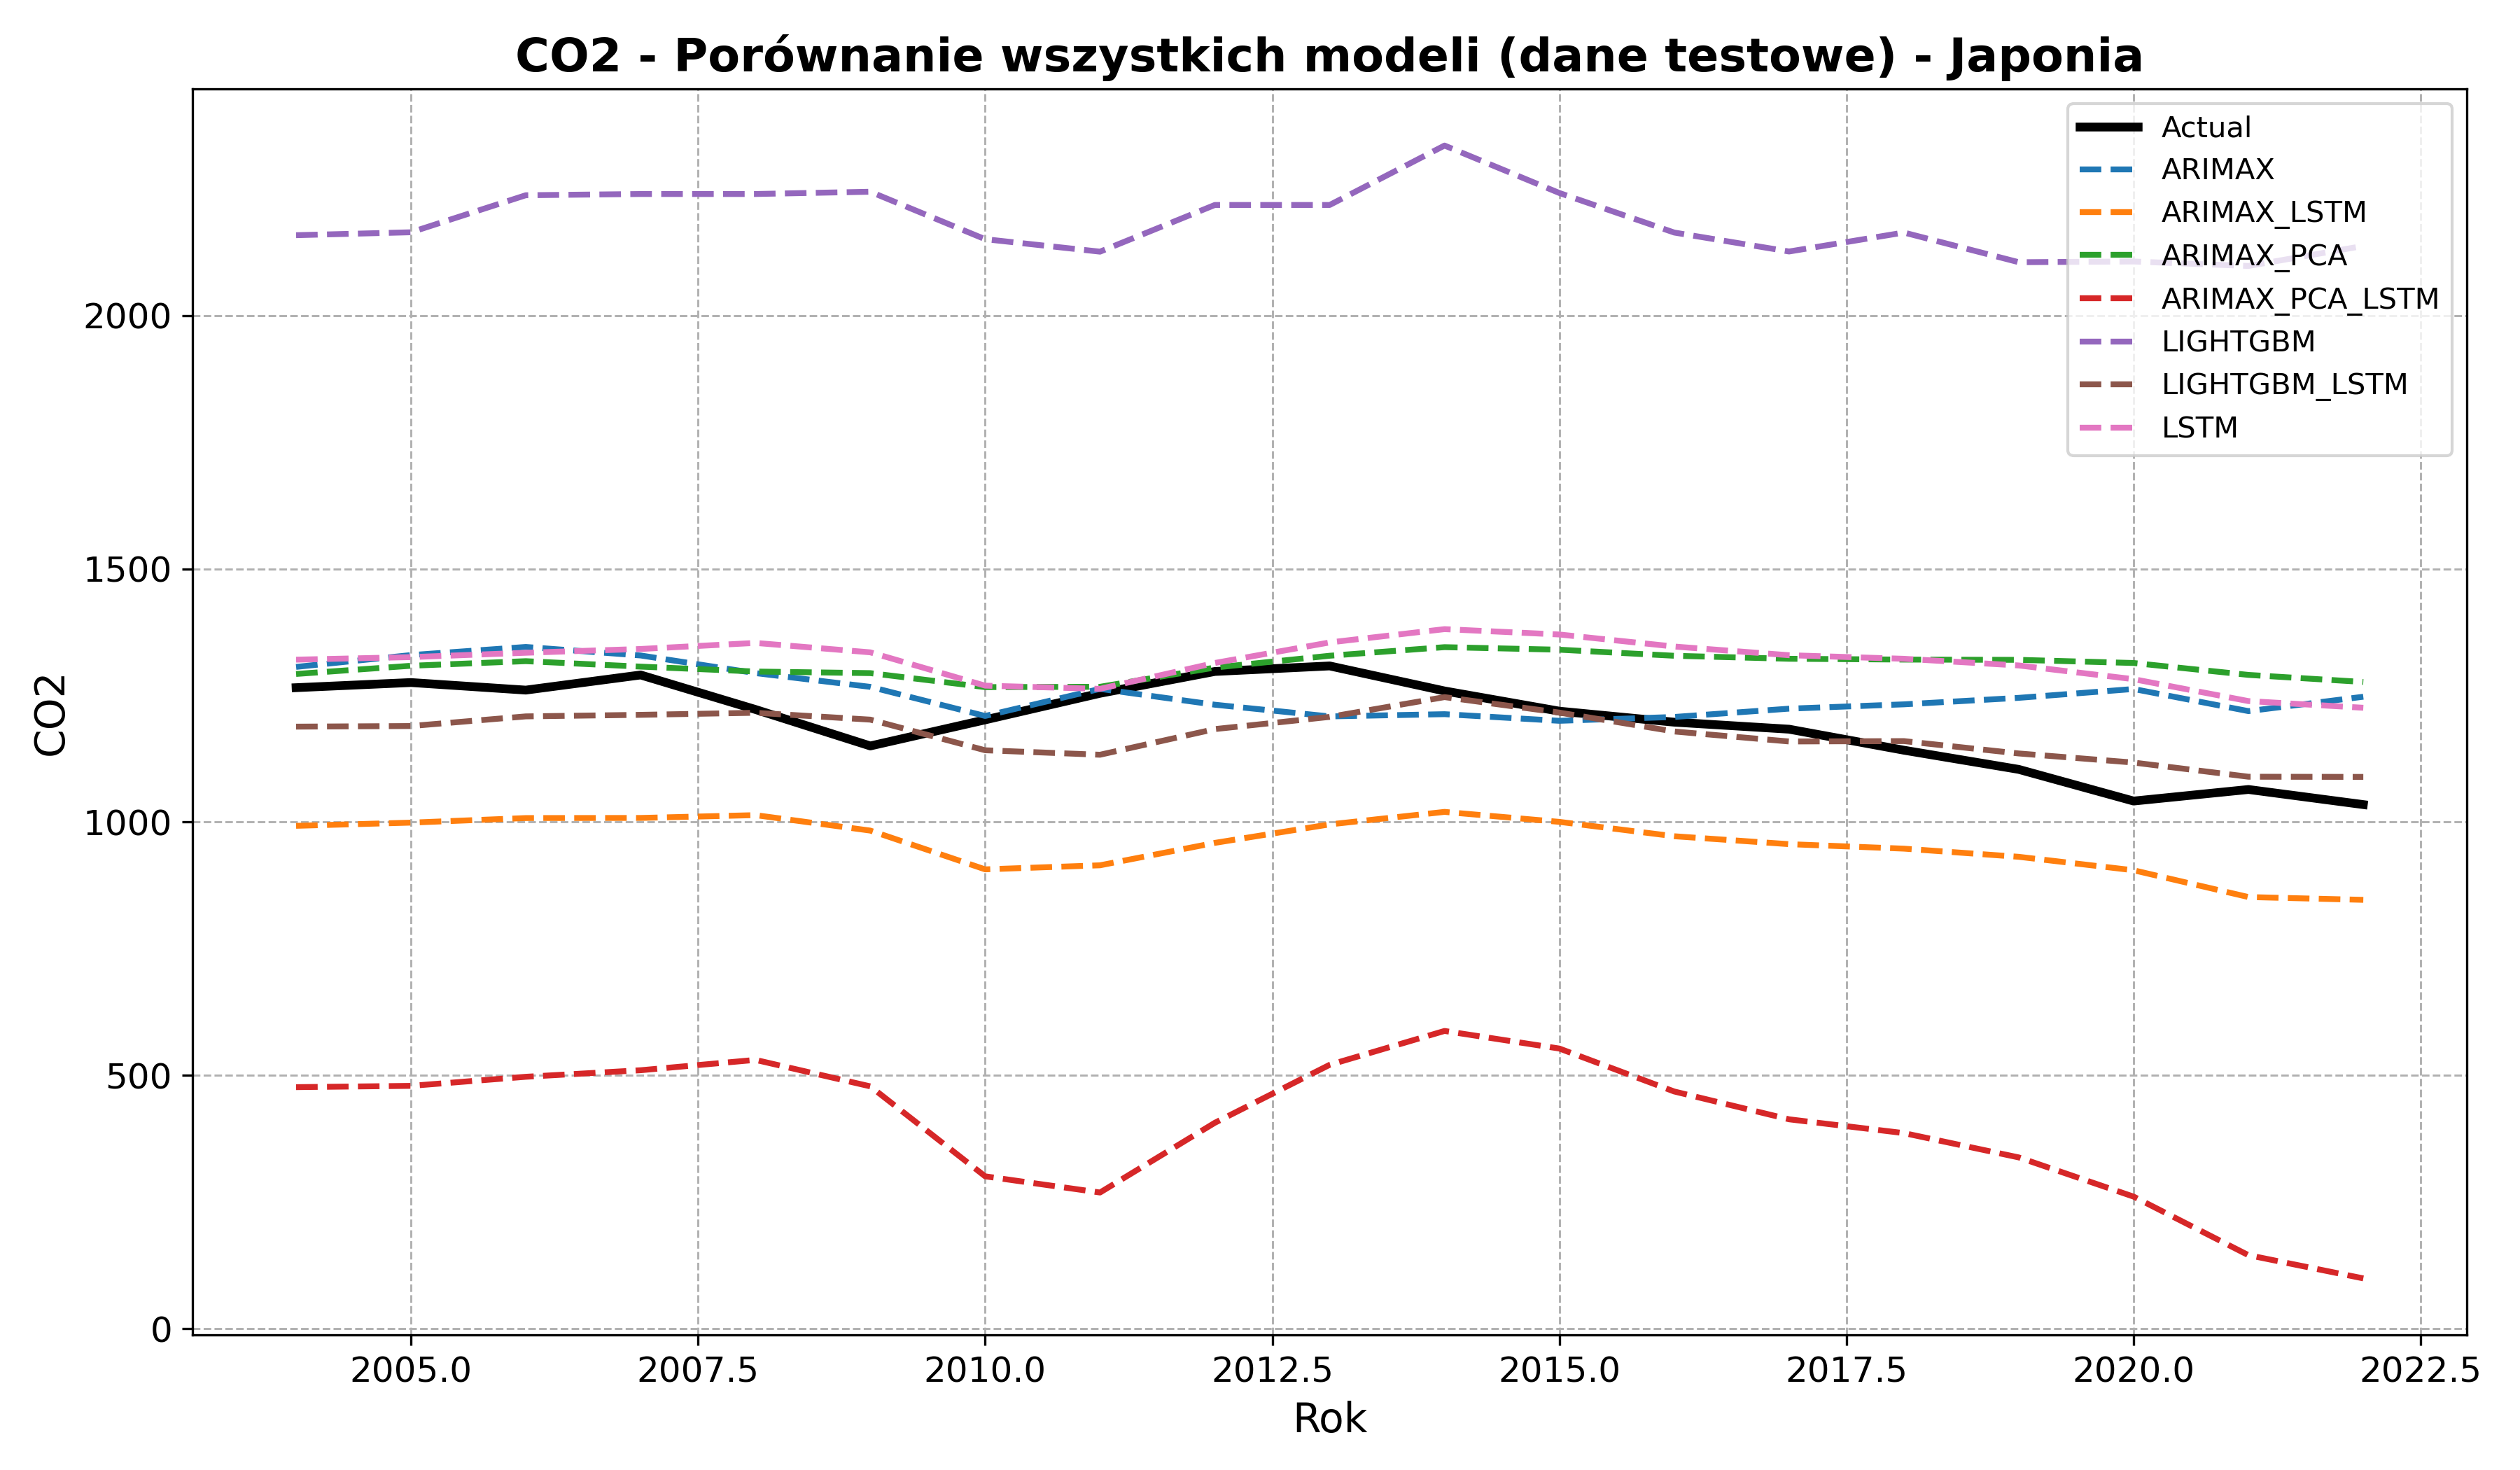 CO2 - Porównanie wszystkich modeli (dane testowe) - Japonia
Actual
ARIMAX
ARIMAX_LSTM
ARIMAX_PCA
ARIMAX_PCA_LSTM
LIGHTGBM
LIGHTGBM_LSTM
LSTM
CO2
2000
1500
1000
500
0
2005.0 2007.5 2010.0 2012.5 2015.0 2017.5 2020.0 2022.5
Rok